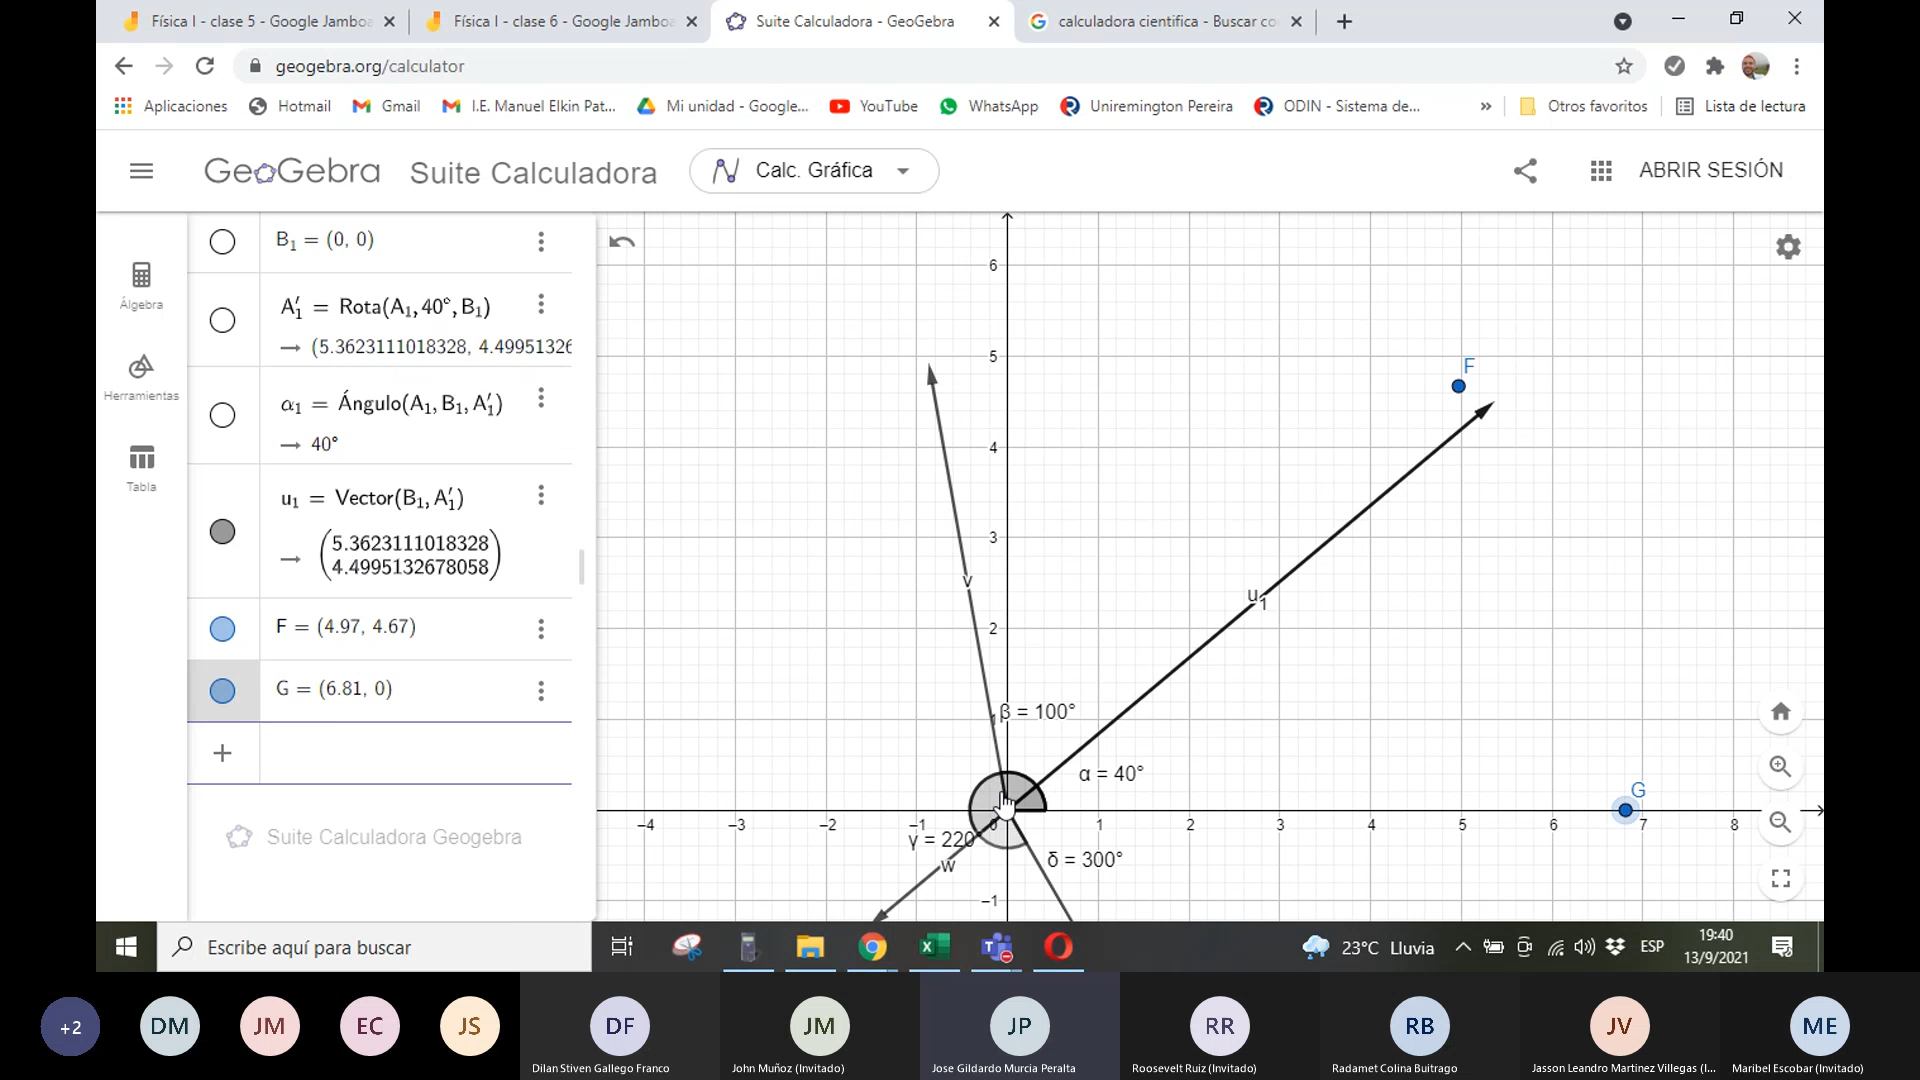 Física I - clase 5 - Google Jamboa
Física I - clase 6 - Google Jamboa
Suite Calculadora - GeoGebra
calculadora cientifica - Buscar co
geogebra.org/calculator
Aplicaciones
Hotmail
Gmail
I.E. Manuel Elkin Pat...
Mi unidad - Google...
YouTube
WhatsApp
Uniremington Pereira
ODIN - Sistema de...
»
Otros favoritos
Lista de lectura
GeoGebra
Suite Calculadora
Calc. Gráfica
ABRIR SESIÓN
Álgebra
Herramientas
Tabla
B₁ = (0, 0)
A₁′ = Rota(A₁, 40°, B₁)
→ (5.3623111018328, 4.49951326
α₁ = Ángulo(A₁, B₁, A₁′)
→ 40°
u₁ = Vector(B₁, A₁′)
→ (5.3623111018328
4.4995132678058)
F = (4.97, 4.67)
G = (6.81, 0)
+
Suite Calculadora Geogebra
6
5
F
4
3
v
u₁
2
1
β = 100°
α = 40°
G
−4 −3 −2 −1 0 1 2 3 4 5 6 7 8
γ = 220°
δ = 300°
w
−1
Escribe aquí para buscar
23°C Lluvia
ESP
19:40
13/9/2021
+2
DM
JM
EC
JS
DF
Dilan Stiven Gallego Franco
JM
John Muñoz (Invitado)
JP
Jose Gildardo Murcia Peralta
RR
Roosevelt Ruiz (Invitado)
RB
Radamet Colina Buitrago
JV
Jasson Leandro Martinez Villegas (I...
ME
Maribel Escobar (Invitado)